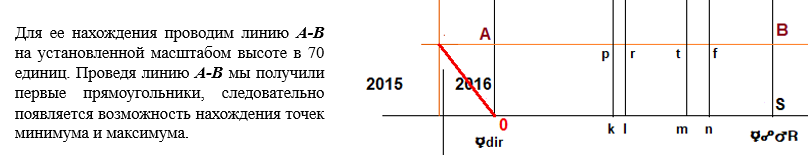 Для ее нахождения проводим линию А-В
на установленной масштабом высоте в 70
единиц. Проведя линию А-В мы получили
первые прямоугольники, следовательно
появляется возможность нахождения точек
минимума и максимума.
A B
p r t f
2015 2016
S
0 k l m n
♀dir ♀☍♂R